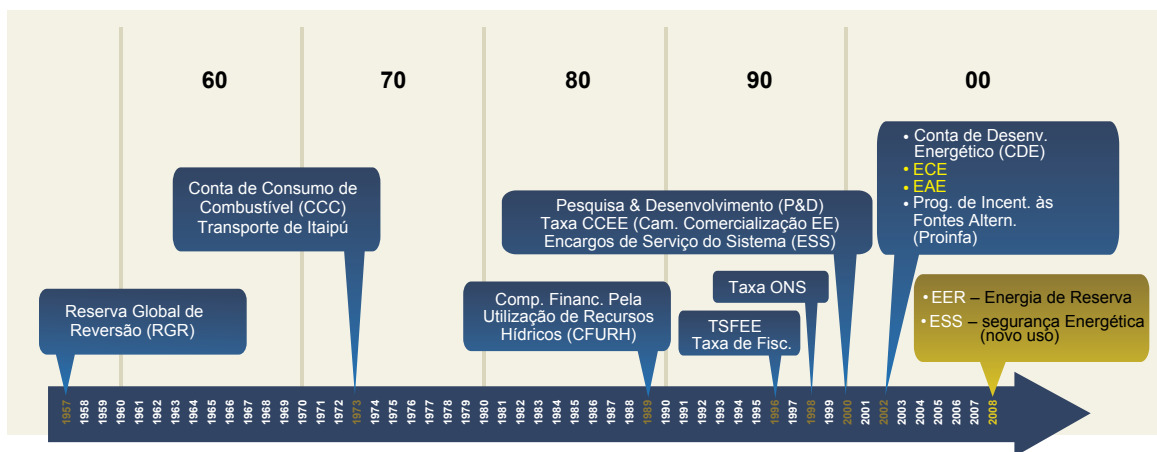 60
70
80
90
00
• Conta de Desenv.
Energético (CDE)
• ECE
• EAE
• Prog. de Incent. às
Fontes Altern.
(Proinfa)
Conta de Consumo de
Combustível (CCC)
Transporte de Itaipú
Pesquisa & Desenvolvimento (P&D)
Taxa CCEE (Cam. Comercialização EE)
Encargos de Serviço do Sistema (ESS)
Reserva Global de
Reversão (RGR)
Comp. Financ. Pela
Utilização de Recursos
Hídricos (CFURH)
Taxa ONS
TSFEE
Taxa de Fisc.
• EER – Energia de Reserva
• ESS – segurança Energética
(novo uso)
1957
1958
1959
1960
1961
1962
1963
1964
1965
1966
1967
1968
1969
1970
1971
1972
1973
1974
1975
1976
1977
1978
1979
1980
1981
1982
1983
1984
1985
1986
1987
1988
1989
1990
1991
1992
1993
1994
1995
1996
1997
1998
1999
2000
2001
2002
2003
2004
2005
2006
2007
2008